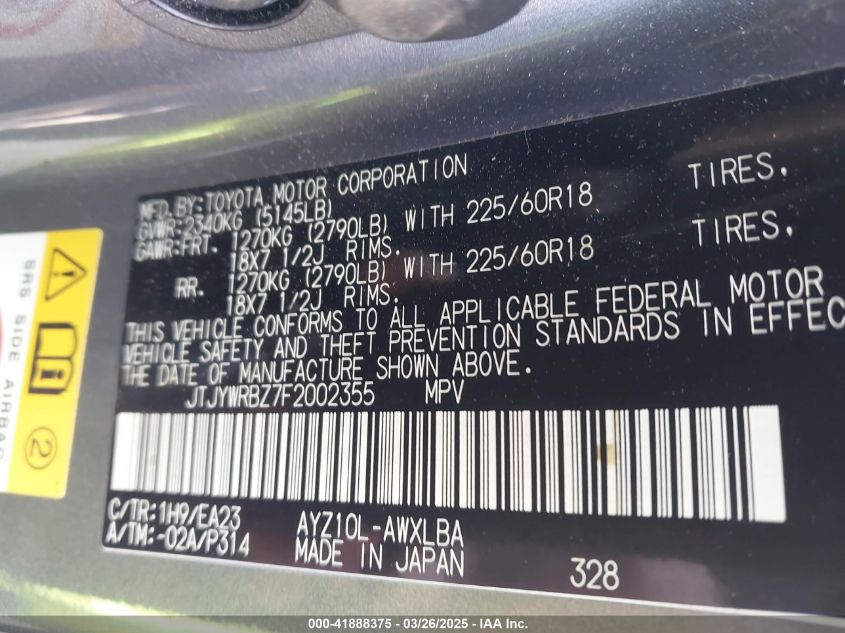 MFD.BY:TOYOTA MOTOR CORPORATION
GVWR:2340KG (5145LB)
GAWR:FRT. 1270KG (2790LB) WITH 225/60R18 TIRES,
18X7 1/2J RIMS.
RR. 1270KG (2790LB) WITH 225/60R18 TIRES,
18X7 1/2J RIMS.
THIS VEHICLE CONFORMS TO ALL APPLICABLE FEDERAL MOTOR
VEHICLE SAFETY AND THEFT PREVENTION STANDARDS IN EFFEC
THE DATE OF MANUFACTURE SHOWN ABOVE.
JTJYWRBZ7F2002355 MPV
C/TR:1H9/EA23 AYZ10L-AWXLBA
A/TM:-02A/P314 MADE IN JAPAN 328
SRS SIDE AIRBAG
2
000-41888375 — 03/26/2025 — IAA Inc.